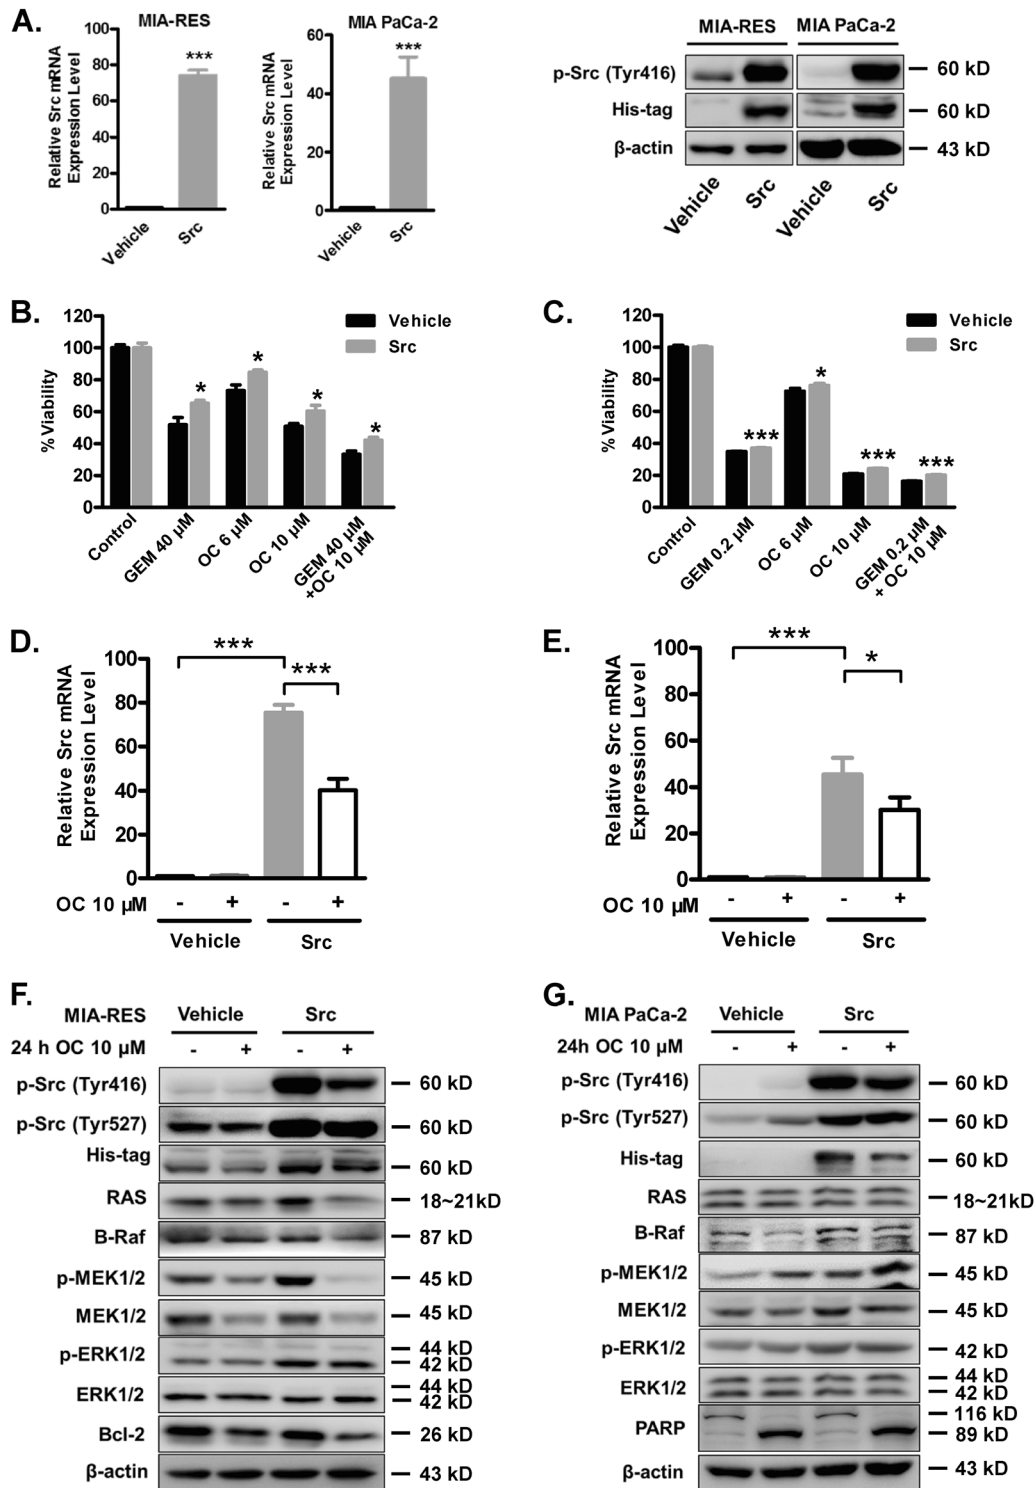 A.
MIA-RES
Relative Src mRNA
Expression Level
100
80
60
40
20
0
Vehicle
Src
***
MIA PaCa-2
Relative Src mRNA
Expression Level
60
40
20
0
Vehicle
Src
***
MIA-RES MIA PaCa-2
p-Src (Tyr416) 60 kD
His-tag 60 kD
β-actin 43 kD
Vehicle Src Vehicle Src
B.
% Viability
120
100
80
60
40
20
0
Vehicle
Src
* * * *
Control
GEM 40 µM
OC 6 µM
OC 10 µM
GEM 40 µM
+OC 10 µM
C.
% Viability
120
100
80
60
40
20
0
Vehicle
Src
*** * *** ***
Control
GEM 0.2 µM
OC 6 µM
OC 10 µM
GEM 0.2 µM
+ OC 10 µM
D.
Relative Src mRNA
Expression Level
100
80
60
40
20
0
***
***
OC 10 µM - + - +
Vehicle Src
E.
Relative Src mRNA
Expression Level
100
80
60
40
20
0
***
*
OC 10 µM - + - +
Vehicle Src
F.
MIA-RES Vehicle Src
24 h OC 10 µM - + - +
p-Src (Tyr416) 60 kD
p-Src (Tyr527) 60 kD
His-tag 60 kD
RAS 18~21kD
B-Raf 87 kD
p-MEK1/2 45 kD
MEK1/2 45 kD
p-ERK1/2 44 kD
42 kD
ERK1/2 44 kD
42 kD
Bcl-2 26 kD
β-actin 43 kD
G.
MIA PaCa-2 Vehicle Src
24h OC 10 µM - + - +
p-Src (Tyr416) 60 kD
p-Src (Tyr527) 60 kD
His-tag 60 kD
RAS 18~21kD
B-Raf 87 kD
p-MEK1/2 45 kD
MEK1/2 45 kD
p-ERK1/2 42 kD
ERK1/2 44 kD
42 kD
PARP 116 kD
89 kD
β-actin 43 kD